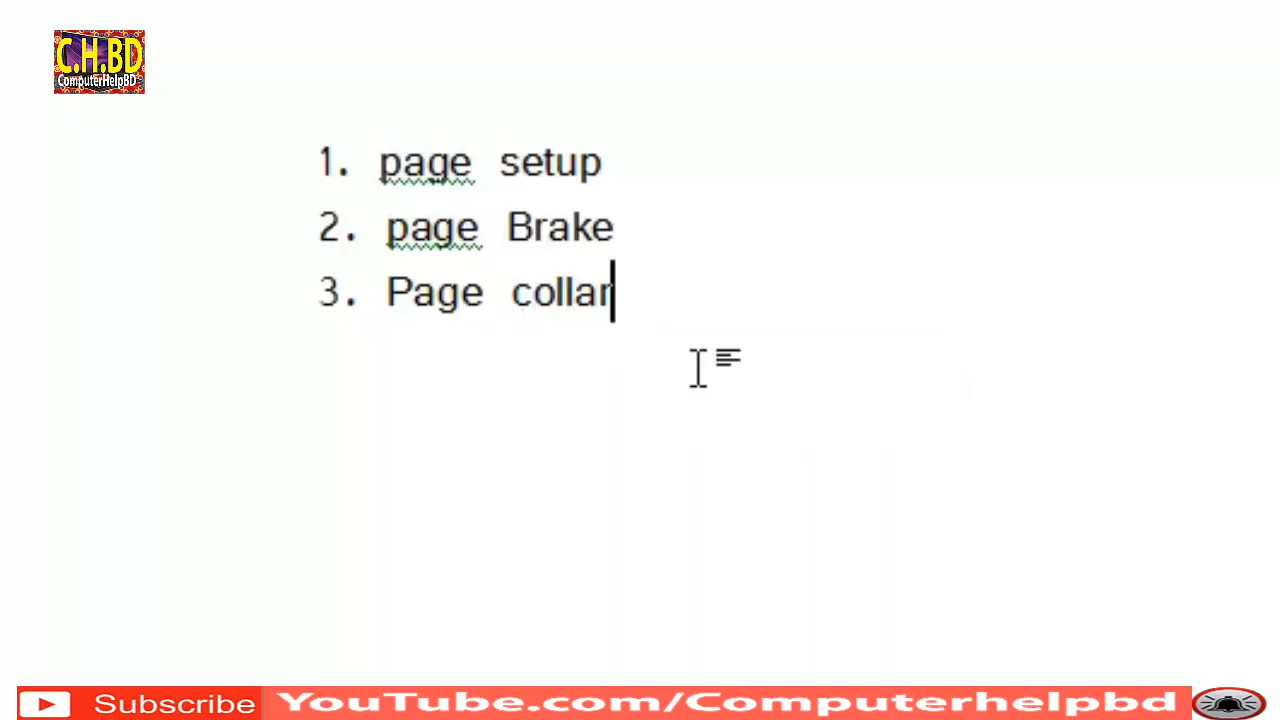 C.H.BD
ComputerHelpBD
1. page setup
2. page Brake
3. Page collar
Subscribe YouTube.com/Computerhelpbd